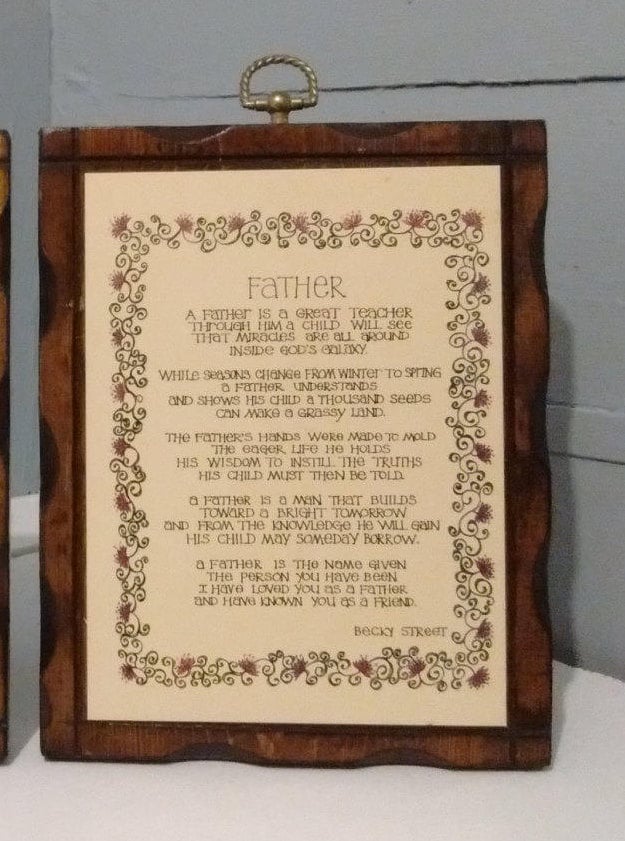 FATHER
A FATHER IS A GREAT TEACHER
THROUGH HIM A CHILD WILL SEE
THAT MIRACLES ARE ALL AROUND
INSIDE GOD'S GALAXY.
WHILE SEASONS CHANGE FROM WINTER TO SPRING
A FATHER UNDERSTANDS
AND SHOWS HIS CHILD A THOUSAND SEEDS
CAN MAKE A GRASSY LAND.
THE FATHER'S HANDS WERE MADE TO MOLD
THE EAGER LIFE HE HOLDS
HIS WISDOM TO INSTILL THE TRUTHS
HIS CHILD MUST THEN BE TOLD.
A FATHER IS A MAN THAT BUILDS
TOWARD A BRIGHT TOMORROW
AND FROM THE KNOWLEDGE HE WILL GAIN
HIS CHILD MAY SOMEDAY BORROW.
A FATHER IS THE NAME GIVEN
THE PERSON YOU HAVE BEEN
I HAVE LOVED YOU AS A FATHER
AND HAVE KNOWN YOU AS A FRIEND.
BECKY STREET